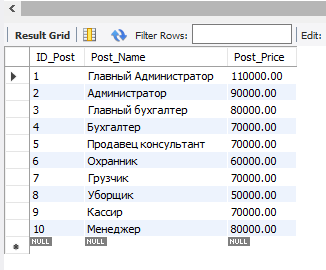 Result Grid Filter Rows: Edit:
ID_Post Post_Name Post_Price
1 Главный Администратор 110000.00
2 Администратор 90000.00
3 Главный бухгалтер 80000.00
4 Бухгалтер 70000.00
5 Продавец консультант 70000.00
6 Охранник 60000.00
7 Грузчик 70000.00
8 Уборщик 50000.00
9 Кассир 70000.00
10 Менеджер 80000.00
NULL NULL NULL